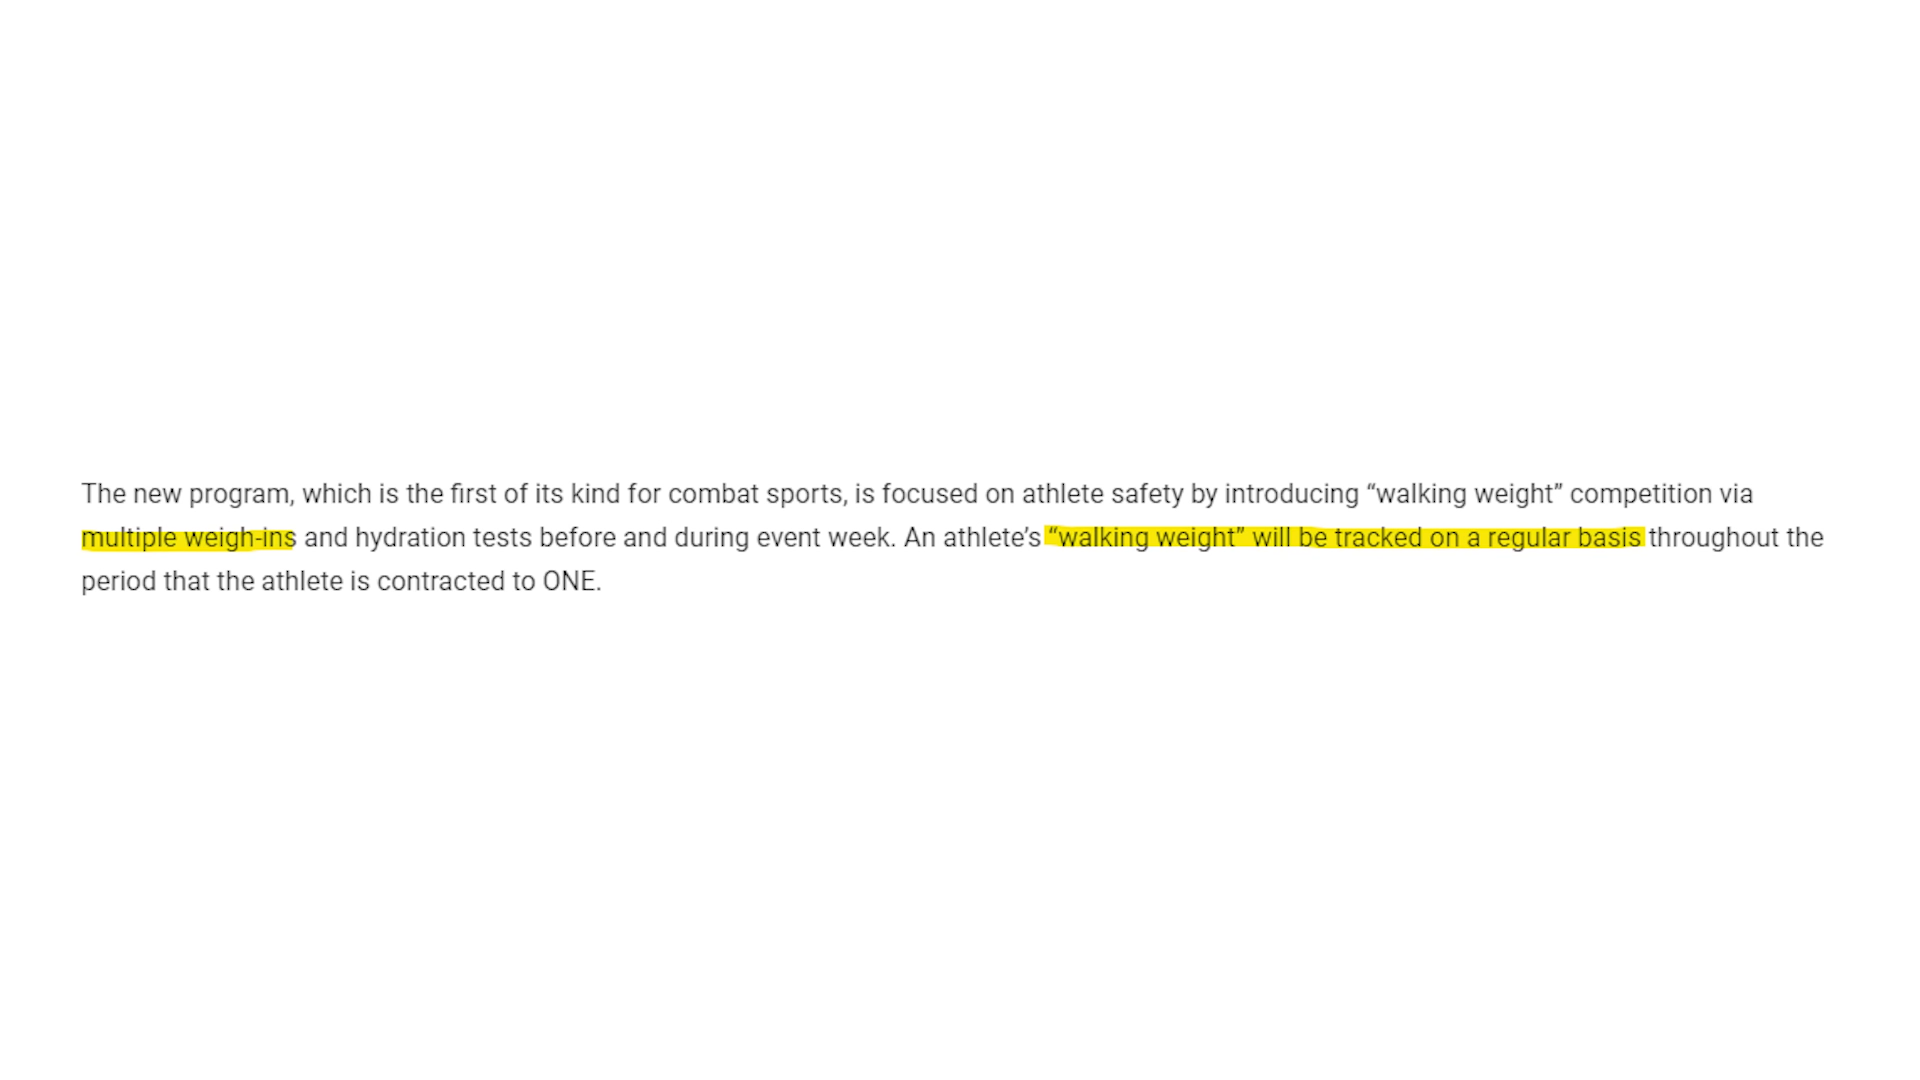 The new program, which is the first of its kind for combat sports, is focused on athlete safety by introducing “walking weight” competition via
multiple weigh-ins and hydration tests before and during event week. An athlete’s “walking weight” will be tracked on a regular basis throughout the
period that the athlete is contracted to ONE.